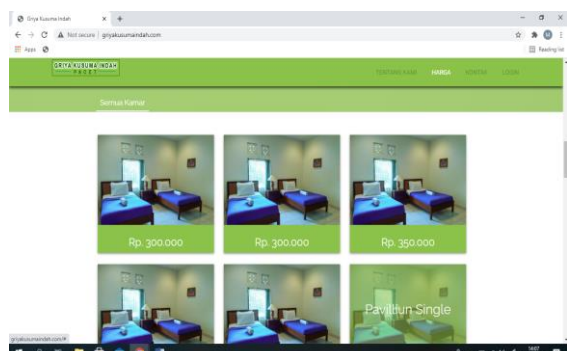 Griya Kusuma Indah
Not secure | griyakusumaindah.com
Apps
Reading list
GRIYA KUSUMA INDAH
PACET
TENTANG KAMI HARGA KONTAK LOGIN
Semua Kamar
Rp. 300.000 Rp. 300.000 Rp. 350.000
Pavilliun Single
griyakusumaindah.com/#